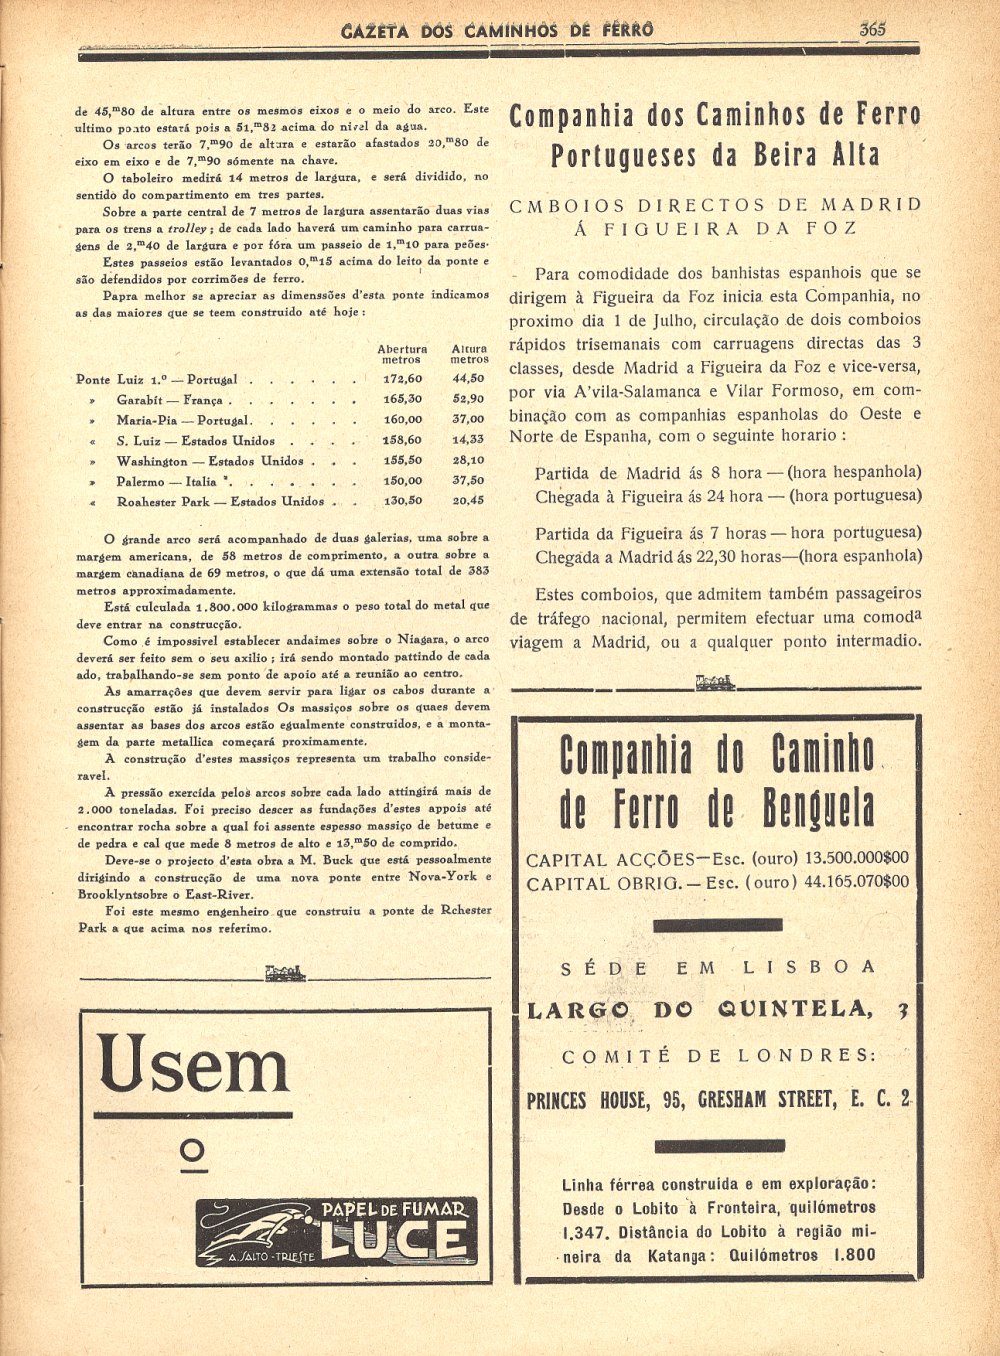 GAZETA DOS CAMINHOS DE FERRO 365
de 45,ᵐ80 de altura entre os mesmos eixos e o meio do arco. Este
ultimo ponto estará pois a 51,ᵐ82 acima do nivel da agua.
Os arcos terão 7,ᵐ90 de altura e estarão afastados 20,ᵐ80 de
eixo em eixo e de 7,ᵐ90 sómente na chave.
O taboleiro medirá 14 metros de largura, e será dividido, no
sentido do compartimento em tres partes.
Sobre a parte central de 7 metros de largura assentarão duas vias
para os trens a trolley; de cada lado haverá um caminho para carrua-
gens de 2,ᵐ40 de largura e por fóra um passeio de 1,ᵐ10 para peões·
Estes passeios estão levantados 0,ᵐ15 acima do leito da ponte e
são defendidos por corrimões de ferro.
Papra melhor se apreciar as dimenssões d'esta ponte indicamos
as das maiores que se teem construido até hoje:
Abertura Altura
metros metros
Ponte Luiz 1.º — Portugal . . . . . . 172,60 44,50
» Garabit — França . . . . . . . 165,30 52,90
» Maria-Pia — Portugal. . . . . . 160,00 37,00
« S. Luiz — Estados Unidos . . . . 158,60 14,33
» Washington — Estados Unidos . . . 155,50 28,10
» Palermo — Italia ". . . . . . . 150,00 37,50
« Roahester Park — Estados Unidos . . 130,50 20,45
O grande arco será acompanhado de duas galerias, uma sobre a
margem americana, de 58 metros de comprimento, a outra sobre a
margem canadiana de 69 metros, o que dá uma extensão total de 383
metros approximadamente.
Está culculada 1.800.000 kilogrammas o peso total do metal que
deve entrar na construcção.
Como é impossivel establecer andaimes sobre o Niagara, o arco
deverá ser feito sem o seu axilio; irá sendo montado pattindo de cada
ado, trabalhando-se sem ponto de apoio até a reunião ao centro.
As amarrações que devem servir para ligar os cabos durante a
construcção estão já instalados Os massiços sobre os quaes devem
assentar as bases dos arcos estão egualmente construidos, e a monta-
gem da parte metallica começará proximamente.
A construção d'estes massiços representa um trabalho conside-
ravel.
A pressão exercida pelos arcos sobre cada lado attingirá mais de
2.000 toneladas. Foi preciso descer as fundações d'estes appois até
encontrar rocha sobre a qual foi assente espesso massiço de betume e
de pedra e cal que mede 8 metros de alto e 13,ᵐ50 de comprido.
Deve-se o projecto d'esta obra a M. Buck que está pessoalmente
dirigindo a construcção de uma nova ponte entre Nova-York e
Brooklyntsobre o East-River.
Foi este mesmo engenheiro que construiu a ponte de Rchester
Park a que acima nos referimo.
Usem
o
PAPEL DE FUMAR
LUCE
A. SALTO - TRIESTE
Companhia dos Caminhos de Ferro
Portugueses da Beira Alta
CMBOIOS DIRECTOS DE MADRID
Á FIGUEIRA DA FOZ
Para comodidade dos banhistas espanhois que se
dirigem à Figueira da Foz inicia esta Companhia, no
proximo dia 1 de Julho, circulação de dois comboios
rápidos trisemanais com carruagens directas das 3
classes, desde Madrid a Figueira da Foz e vice-versa,
por via A'vila-Salamanca e Vilar Formoso, em com-
binação com as companhias espanholas do Oeste e
Norte de Espanha, com o seguinte horario:
Partida de Madrid ás 8 hora — (hora hespanhola)
Chegada à Figueira ás 24 hora — (hora portuguesa)
Partida da Figueira ás 7 horas — hora portuguesa)
Chegada a Madrid ás 22,30 horas—(hora espanhola)
Estes comboios, que admitem também passageiros
de tráfego nacional, permitem efectuar uma comoda
viagem a Madrid, ou a qualquer ponto intermadio.
Companhia do Caminho
de Ferro de Benguela
CAPITAL ACÇÕES—Esc. (ouro) 13.500.000$00
CAPITAL OBRIG. — Esc. (ouro) 44.165.070$00
SÉDE EM LISBOA
LARGO DO QUINTELA, 3
COMITÉ DE LONDRES:
PRINCES HOUSE, 95, GRESHAM STREET, E. C. 2
Linha férrea construida e em exploração:
Desde o Lobito à Fronteira, quilómetros
1.347. Distância do Lobito à região mi-
neira da Katanga: Quilómetros 1.800